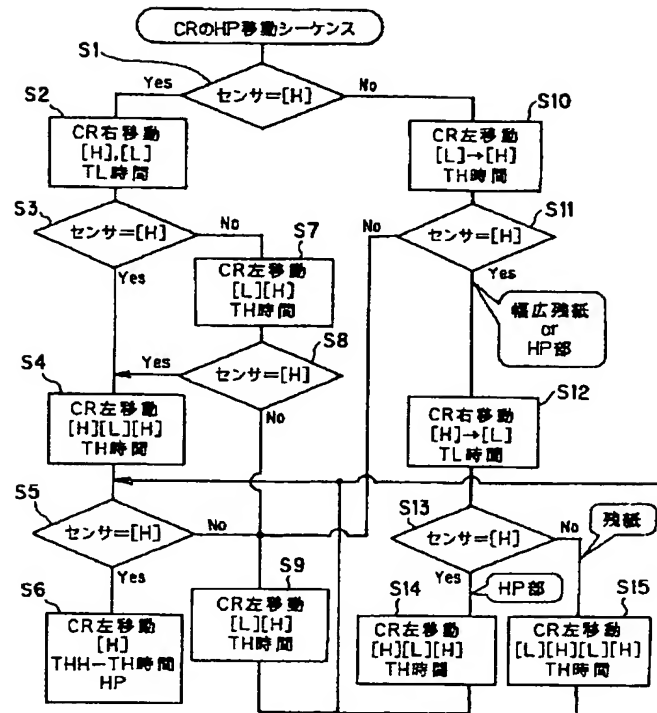 CRのHP移動シーケンス
S1
センサ=[H]
Yes
No
S2
CR右移動
[H],[L]
TL時間
S10
CR左移動
[L]→[H]
TH時間
S3
センサ=[H]
No
Yes
S7
CR左移動
[L][H]
TH時間
S11
センサ=[H]
No
Yes
幅広残紙
or
HP部
S8
センサ=[H]
Yes
No
S4
CR左移動
[H][L][H]
TH時間
S12
CR右移動
[H]→[L]
TL時間
S5
センサ=[H]
No
Yes
S13
センサ=[H]
No
Yes
残紙
HP部
S6
CR左移動
[H]
THH-TH時間
HP
S9
CR左移動
[L][H]
TH時間
S14
CR左移動
[H][L][H]
TH時間
S15
CR左移動
[L][H][L][H]
TH時間